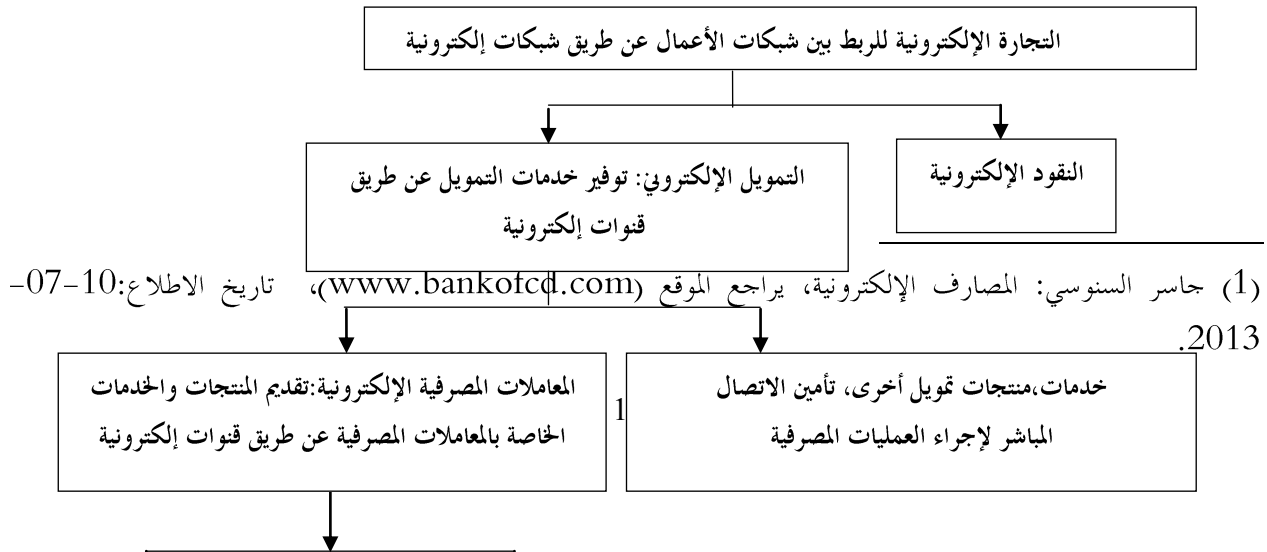 التجارة الإلكترونية للربط بين شبكات الأعمال عن طريق شبكات إلكترونية
النقود الإلكترونية
التمويل الإلكتروني: توفير خدمات التمويل عن طريق
قنوات إلكترونية
(1) جاسر السنوسي: المصارف الإلكترونية، يراجع الموقع (www.bankofcd.com)، تاريخ الاطلاع:10-07-
2013.
خدمات،منتجات تمويل أخرى، تأمين الاتصال
المباشر لإجراء العمليات المصرفية
1
المعاملات المصرفية الإلكترونية:تقديم المنتجات والخدمات
الخاصة بالمعاملات المصرفية عن طريق قنوات إلكترونية